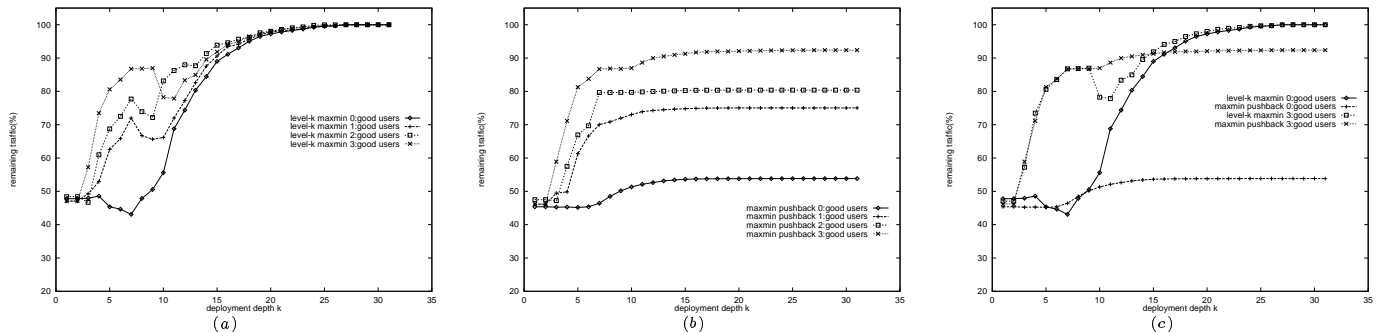 100
90
80
70
60
50
40
30
20
0
5
10
15
20
25
30
35
remaining traffic(%)
deployment depth k
level-k maxmin 0:good users
level-k maxmin 1:good users
level-k maxmin 2:good users
level-k maxmin 3:good users
(a)
100
90
80
70
60
50
40
30
20
0
5
10
15
20
25
30
35
remaining traffic(%)
deployment depth k
maxmin pushback 0:good users
maxmin pushback 1:good users
maxmin pushback 2:good users
maxmin pushback 3:good users
(b)
100
90
80
70
60
50
40
30
20
0
5
10
15
20
25
30
35
remaining traffic(%)
deployment depth k
level-k maxmin 0:good users
maxmin pushback 0:good users
level-k maxmin 3:good users
maxmin pushback 3:good users
(c)